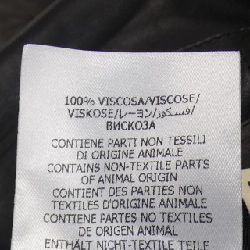 100% VISCOSA/VISCOSE/
VISKOSE/レーヨン/فسكوز/
ВИСКОЗА
CONTIENE PARTI NON TESSILI
DI ORIGINE ANIMALE
CONTAINS NON-TEXTILE PARTS
OF ANIMAL ORIGIN
CONTIENT DES PARTIES NON
TEXTILES D'ORIGINE ANIMALE
CONTIENE PARTES NO TEXTILES
DE ORIGEN ANIMAL
ENTHÄLT NICHT-TEXTILE TEILE